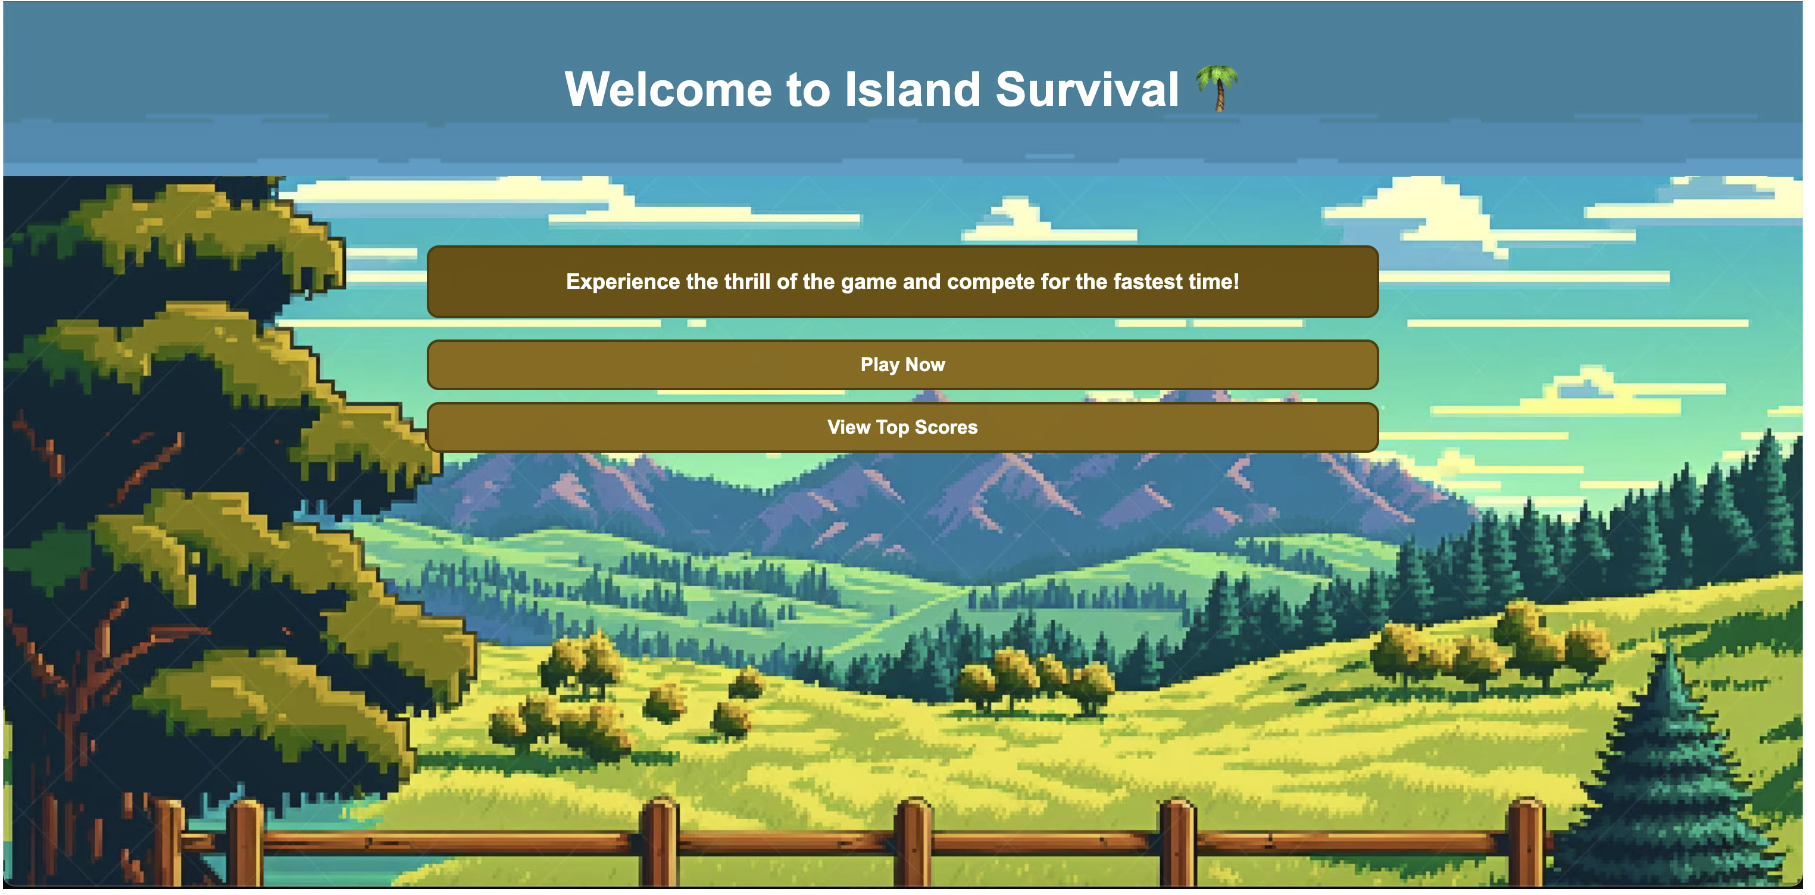 Welcome to Island Survival 🌴
Experience the thrill of the game and compete for the fastest time!
Play Now
View Top Scores